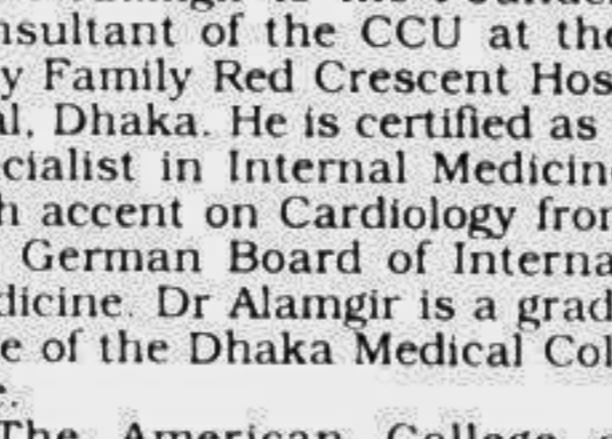 nsultant of the CCU at the
y Family Red Crescent Hos
al, Dhaka. He is certified as
cialist in Internal Medicin
h accent on Cardiology fro
German Board of Interna
dicine. Dr Alamgir is a grad
e of the Dhaka Medical Col
e.
The American College